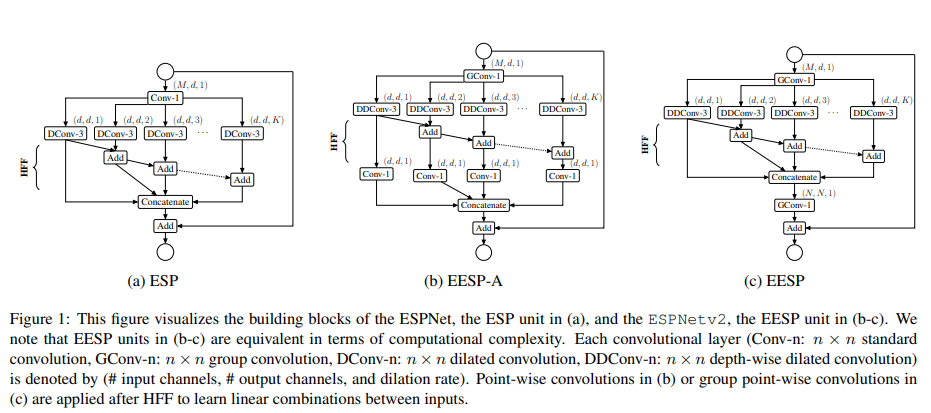 (M, d, 1)
Conv-1
(d, d, 1) (d, d, 2) (d, d, 3) (d, d, K)
DConv-3 DConv-3 DConv-3 ··· DConv-3
HFF
Add
Add
Add
Concatenate
Add
(a) ESP
(M, d, 1)
GConv-1
(d, d, 1) (d, d, 2) (d, d, 3) (d, d, K)
DDConv-3 DDConv-3 DDConv-3 ··· DDConv-3
HFF
Add
Add
Add
(d, d, 1) (d, d, 1) (d, d, 1) (d, d, 1)
Conv-1 Conv-1 Conv-1 Conv-1
Concatenate
Add
(b) EESP-A
(M, d, 1)
GConv-1
(d, d, 1) (d, d, 2) (d, d, 3) (d, d, K)
DDConv-3 DDConv-3 DDConv-3 ··· DDConv-3
HFF
Add
Add
Add
Concatenate
(N, N, 1)
GConv-1
Add
(c) EESP
Figure 1: This figure visualizes the building blocks of the ESPNet, the ESP unit in (a), and the ESPNetv2, the EESP unit in (b-c). We
note that EESP units in (b-c) are equivalent in terms of computational complexity. Each convolutional layer (Conv-n: n × n standard
convolution, GConv-n: n × n group convolution, DConv-n: n × n dilated convolution, DDConv-n: n × n depth-wise dilated convolution)
is denoted by (# input channels, # output channels, and dilation rate). Point-wise convolutions in (b) or group point-wise convolutions in
(c) are applied after HFF to learn linear combinations between inputs.